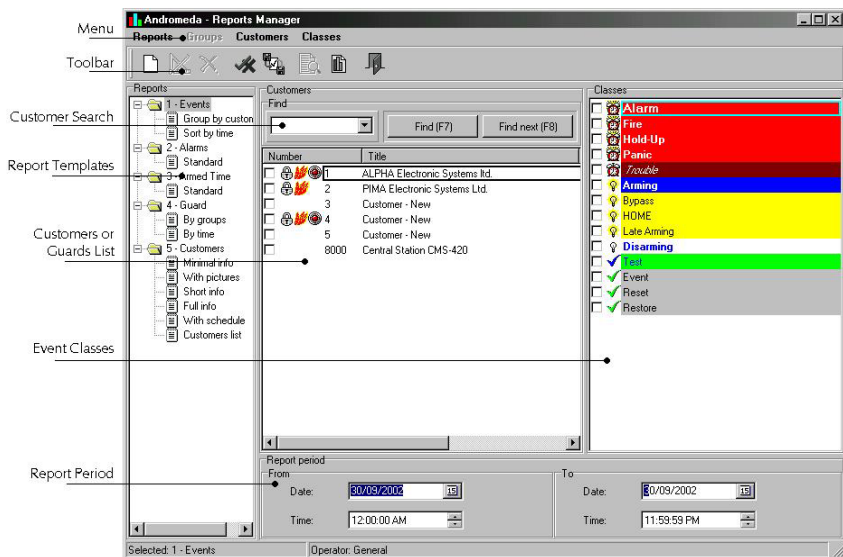 Andromeda - Reports Manager
Menu
Reports Groups Customers Classes
Toolbar
Reports
1 - Events
Group by custon
Sort by time
2 - Alarms
Standard
3 - Armed Time
Standard
4 - Guard
By groups
By time
5 - Customers
Minimal info
With pictures
Short info
Full info
With schedule
Customers list
Customer Search
Report Templates
Customers or
Guards List
Event Classes
Report Period
Customers
Find
Find (F7) Find next (F8)
Number Title
1 ALPHA Electronic Systems ltd.
2 PIMA Electronic Systems Ltd.
3 Customer - New
4 Customer - New
5 Customer - New
8000 Central Station CMS-420
Classes
Alarm
Fire
Hold-Up
Panic
Trouble
Arming
Bypass
HOME
Late Arming
Disarming
Test
Event
Reset
Restore
Report period
From
Date: 30/09/2002 15
Time: 12:00:00 AM
To
Date: 30/09/2002 15
Time: 11:59:59 PM
Selected: 1 - Events Operator: General